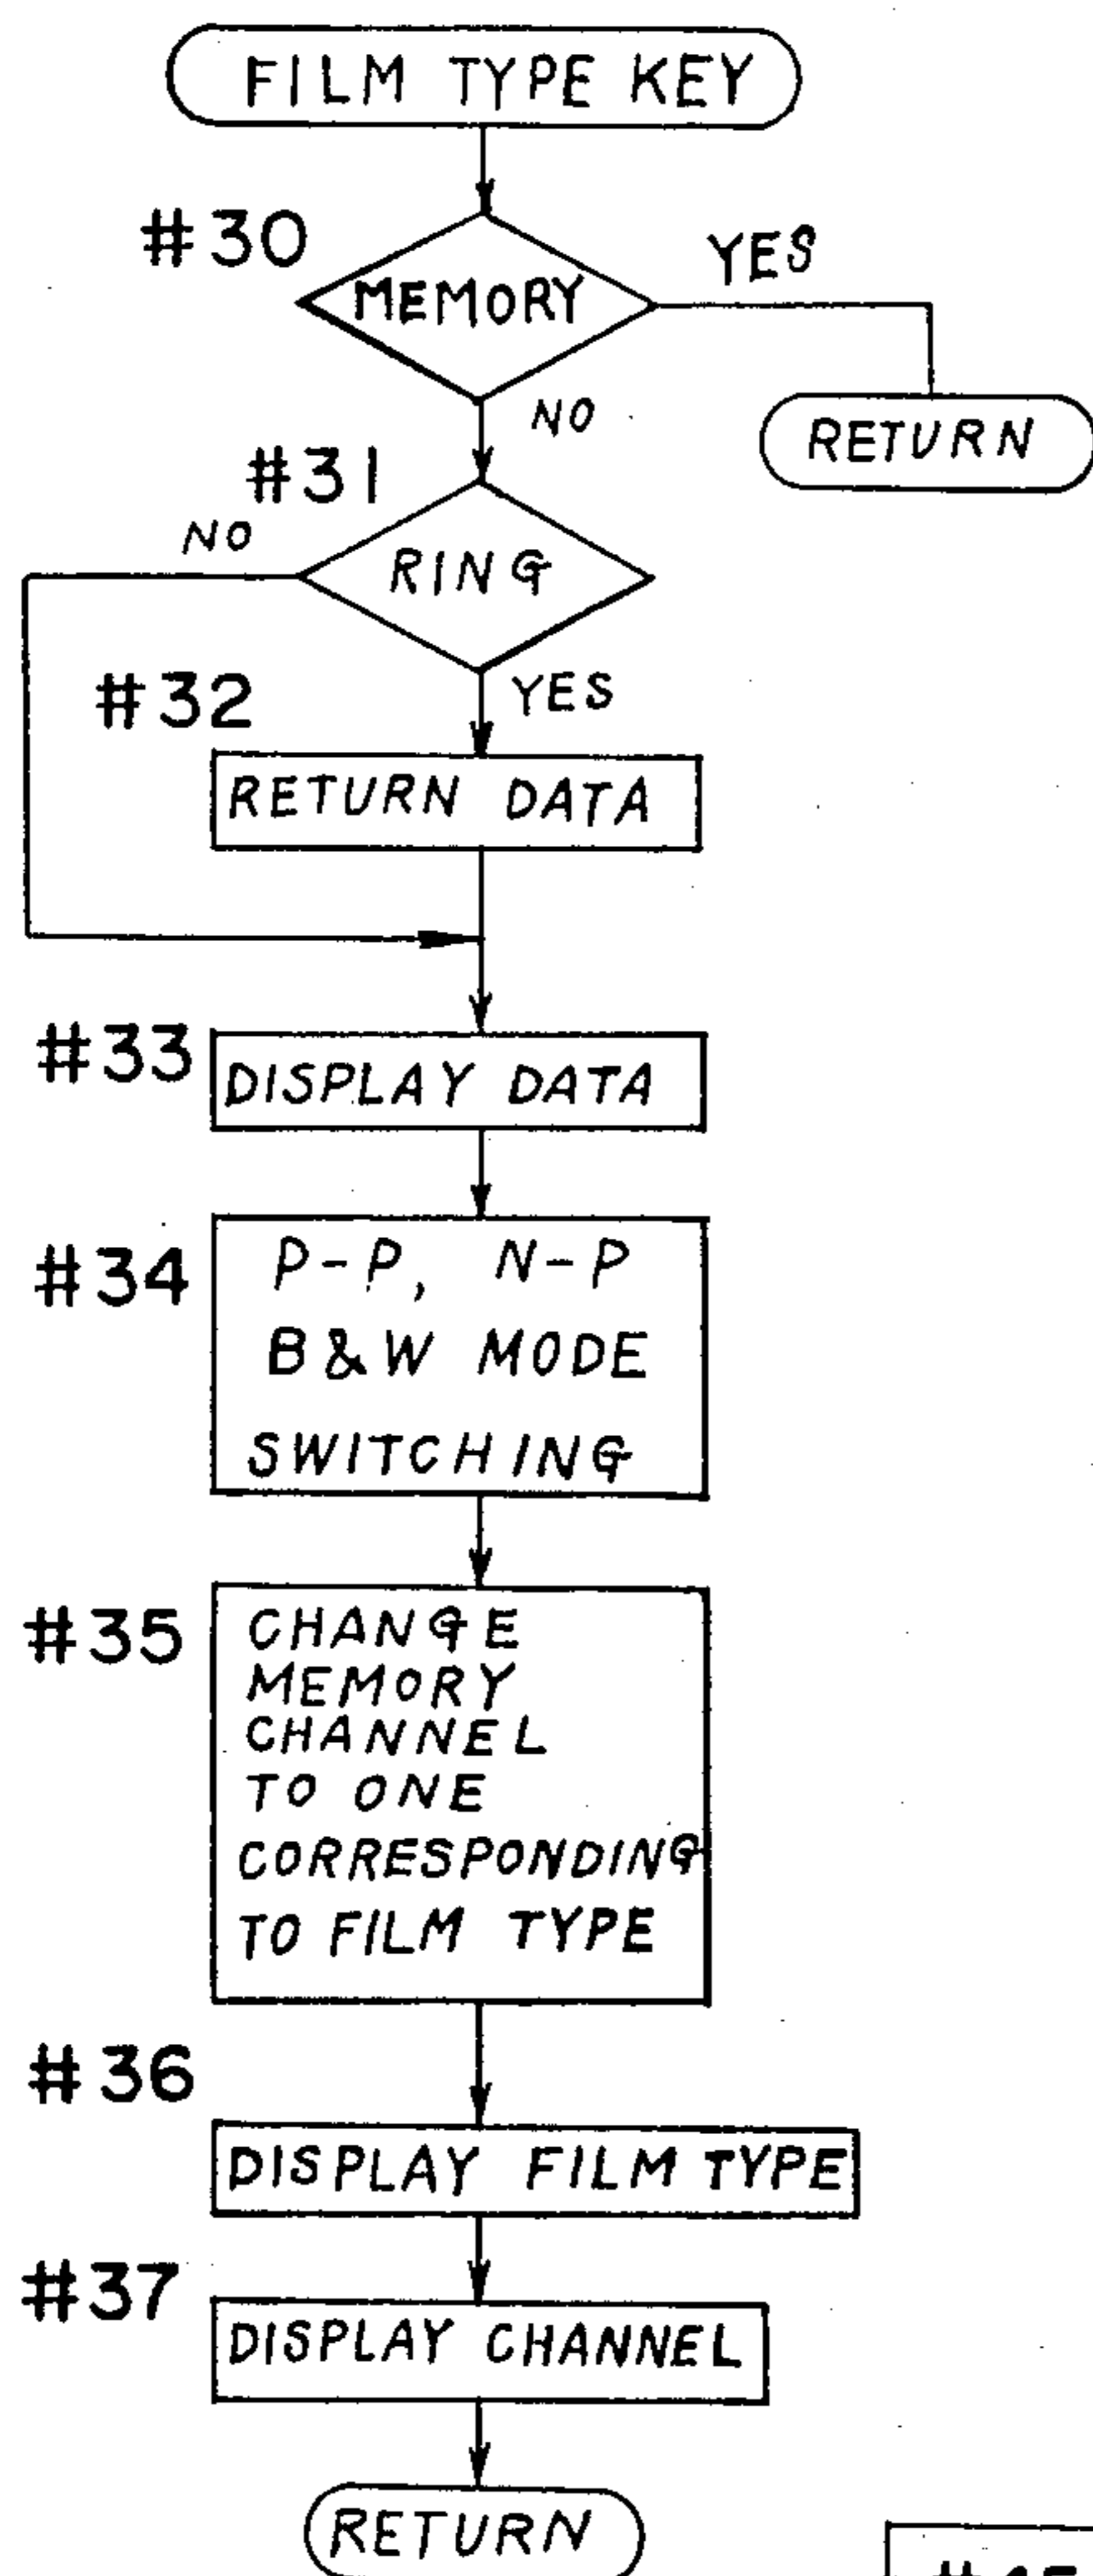 FILM TYPE KEY
#30
MEMORY
YES
NO
RETURN
#31
NO
RING
#32
YES
RETURN DATA
#33
DISPLAY DATA
#34
P-P, N-P
B&W MODE
SWITCHING
#35
CHANGE
MEMORY
CHANNEL
TO ONE
CORRESPONDING
TO FILM TYPE
#36
DISPLAY FILM TYPE
#37
DISPLAY CHANNEL
RETURN